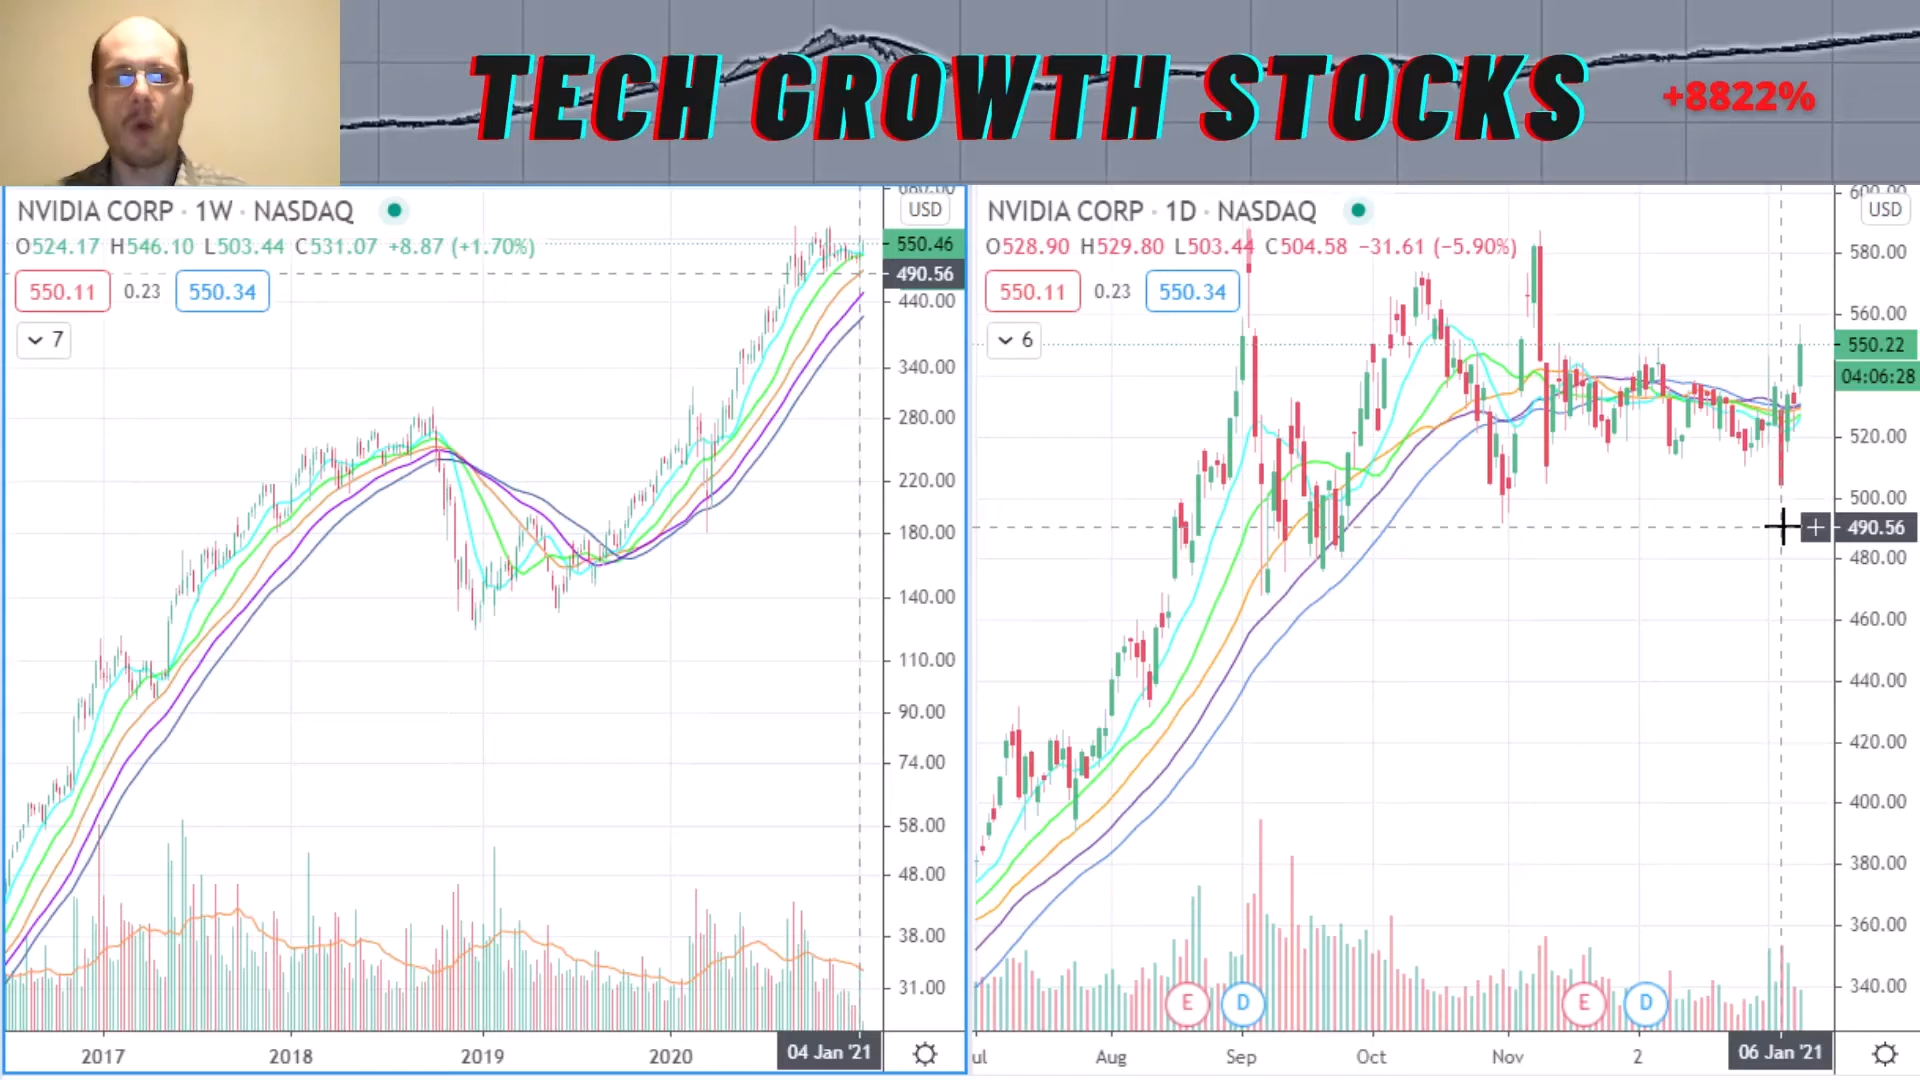 TECH GROWTH STOCKS
+8822%
NVIDIA CORP · 1W · NASDAQ
O524.17 H546.10 L503.44 C531.07 +8.87 (+1.70%)
550.11 0.23 550.34
7
USD
680.00
550.46
490.56
440.00
340.00
280.00
220.00
180.00
140.00
110.00
90.00
74.00
58.00
48.00
38.00
31.00
2017 2018 2019 2020 04 Jan '21
NVIDIA CORP · 1D · NASDAQ
O528.90 H529.80 L503.44 C504.58 −31.61 (−5.90%)
550.11 0.23 550.34
6
600.00
USD
580.00
560.00
550.22
04:06:28
520.00
500.00
490.56
480.00
460.00
440.00
420.00
400.00
380.00
360.00
340.00
E D E D
ul Aug Sep Oct Nov 2 06 Jan '21